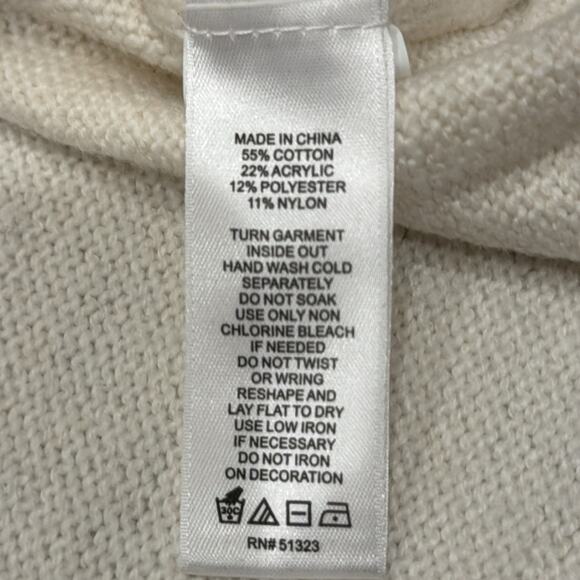 MADE IN CHINA
55% COTTON
22% ACRYLIC
12% POLYESTER
11% NYLON
TURN GARMENT
INSIDE OUT
HAND WASH COLD
SEPARATELY
DO NOT SOAK
USE ONLY NON
CHLORINE BLEACH
IF NEEDED
DO NOT TWIST
OR WRING
RESHAPE AND
LAY FLAT TO DRY
USE LOW IRON
IF NECESSARY
DO NOT IRON
ON DECORATION
30C
RN# 51323